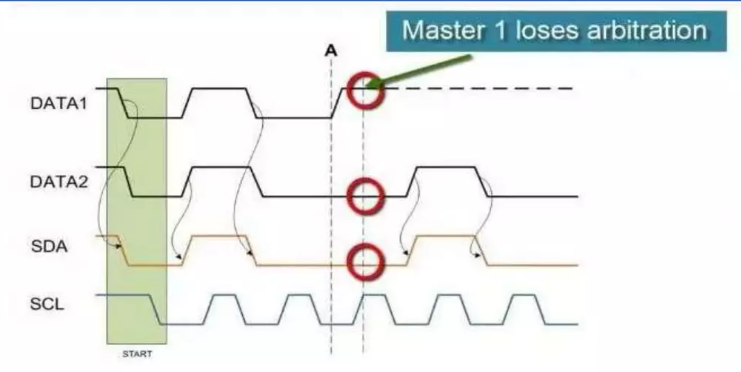 Master 1 loses arbitration
A
DATA1
DATA2
SDA
SCL
START